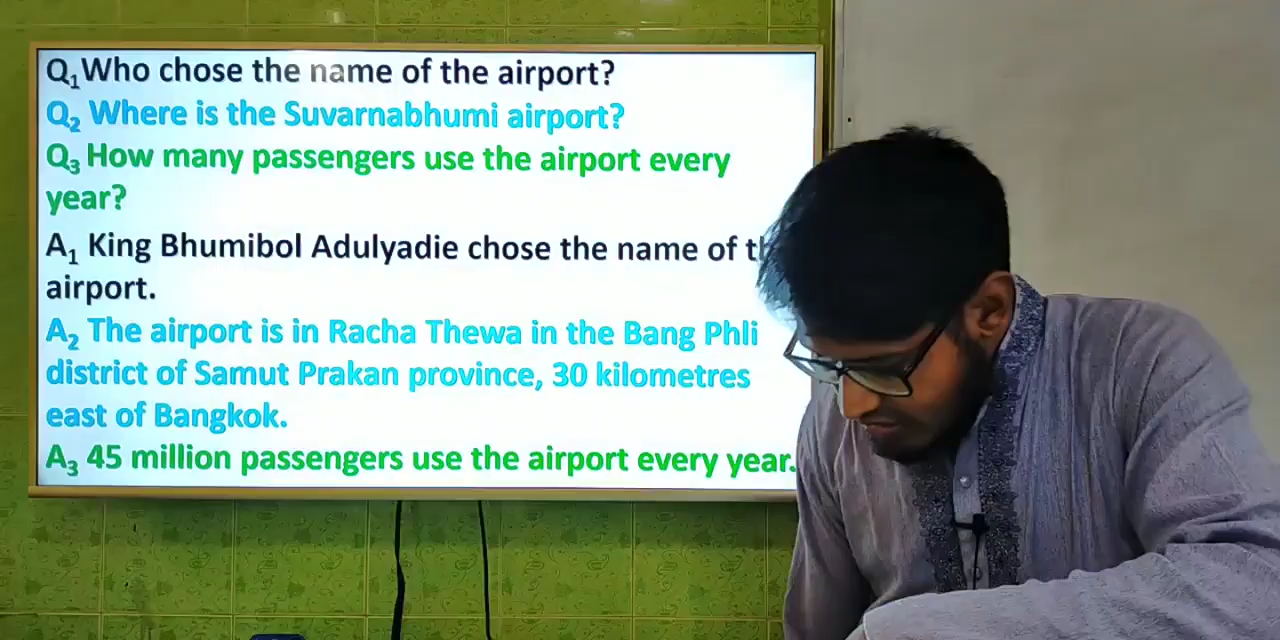 Q₁Who chose the name of the airport?
Q₂ Where is the Suvarnabhumi airport?
Q₃ How many passengers use the airport every
year?
A₁ King Bhumibol Adulyadie chose the name of
airport.
A₂ The airport is in Racha Thewa in the Bang Phli
district of Samut Prakan province, 30 kilometres
east of Bangkok.
A₃ 45 million passengers use the airport every year.